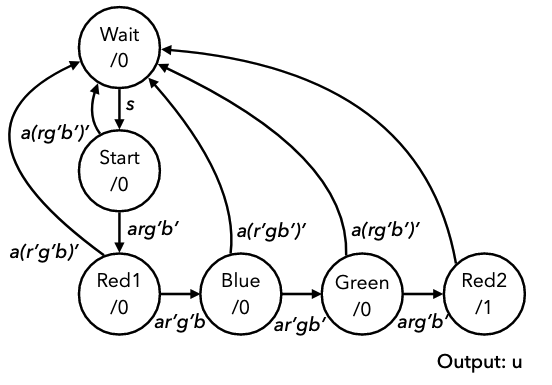 Wait
/0
s
a(rg'b')'
Start
/0
arg'b'
a(r'g'b)'
a(r'gb')'
a(rg'b')'
Red1
/0
ar'g'b
Blue
/0
ar'gb'
Green
/0
arg'b'
Red2
/1
Output: u